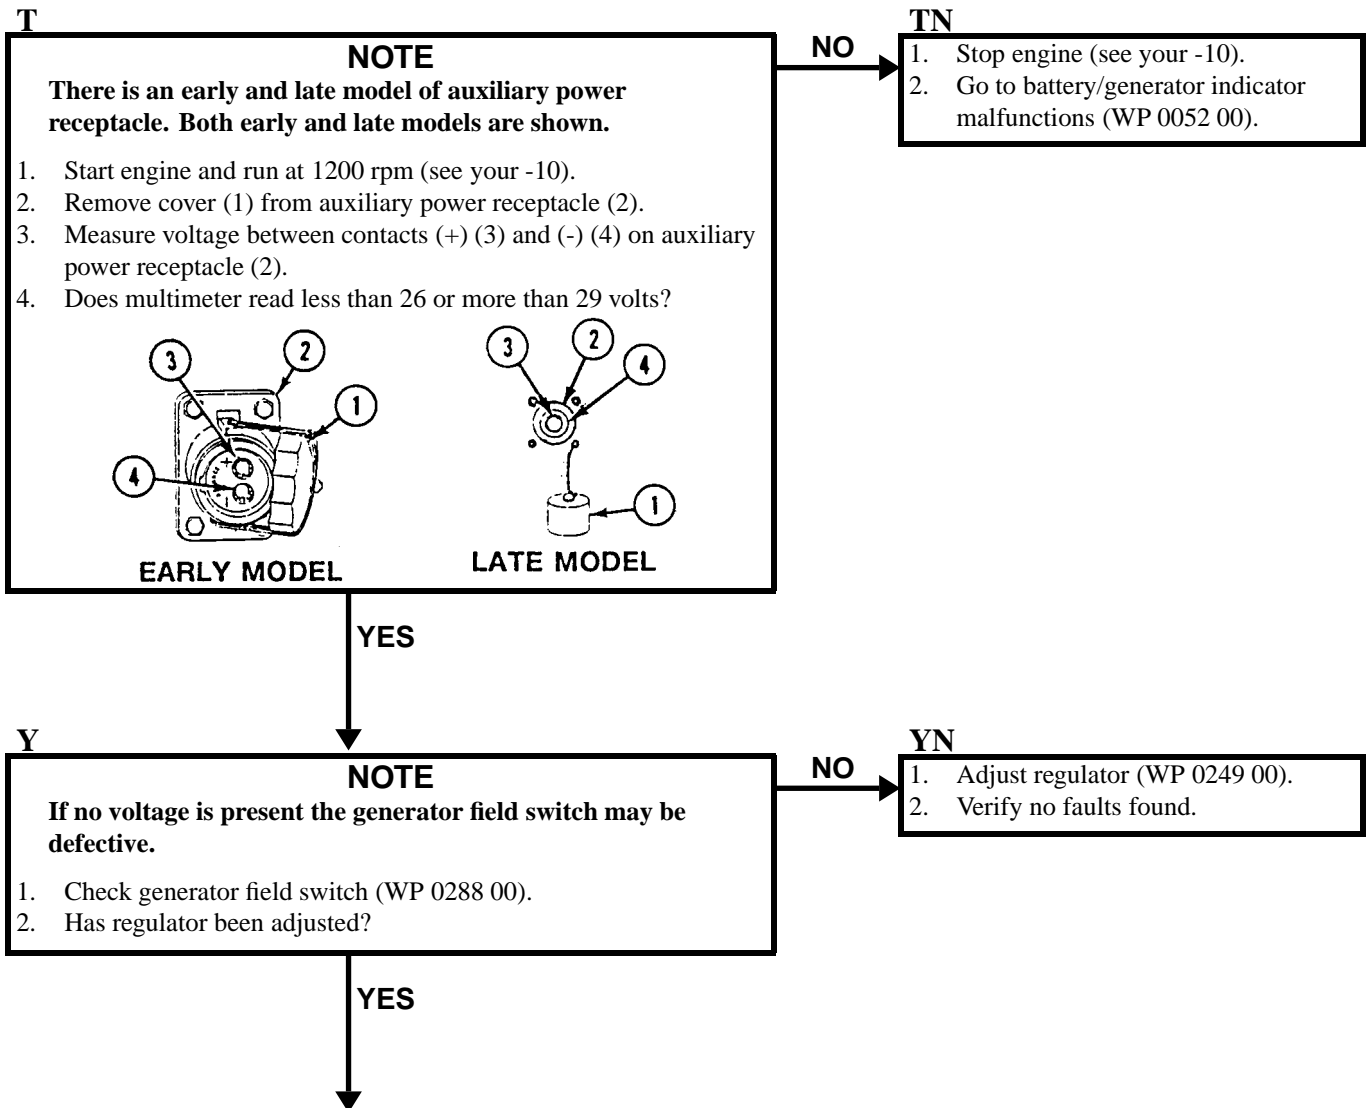 T
NOTE
There is an early and late model of auxiliary power
receptacle. Both early and late models are shown.
1. Start engine and run at 1200 rpm (see your -10).
2. Remove cover (1) from auxiliary power receptacle (2).
3. Measure voltage between contacts (+) (3) and (-) (4) on auxiliary
power receptacle (2).
4. Does multimeter read less than 26 or more than 29 volts?
3
2
1
4
+
-
EARLY MODEL
3
2
4
1
LATE MODEL
NO
TN
1. Stop engine (see your -10).
2. Go to battery/generator indicator
malfunctions (WP 0052 00).
YES
Y
NOTE
If no voltage is present the generator field switch may be
defective.
1. Check generator field switch (WP 0288 00).
2. Has regulator been adjusted?
NO
YN
1. Adjust regulator (WP 0249 00).
2. Verify no faults found.
YES